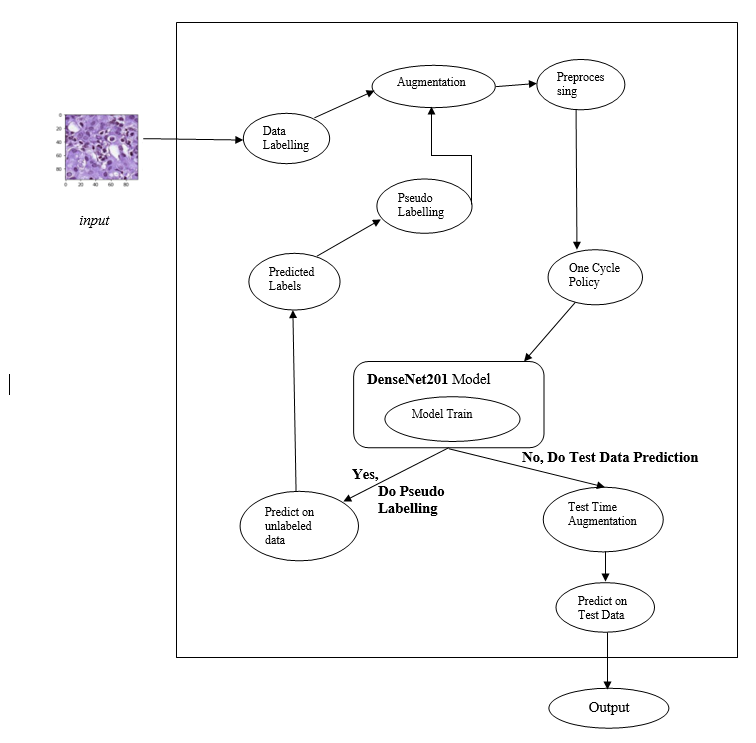 Augmentation
Preproces
sing
0
20
40
60
80
0 20 40 60 80
input
Data
Labelling
Pseudo
Labelling
Predicted
Labels
One Cycle
Policy
DenseNet201 Model
Model Train
Yes,
Do Pseudo
Labelling
No, Do Test Data Prediction
Predict on
unlabeled
data
Test Time
Augmentation
Predict on
Test Data
Output